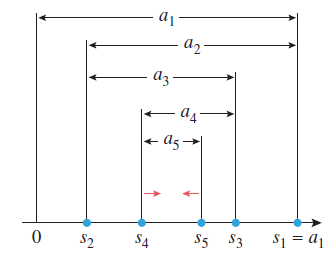 a₁
a₂
a₃
a₄
a₅
0 s₂ s₄ s₅ s₃ s₁ = a₁